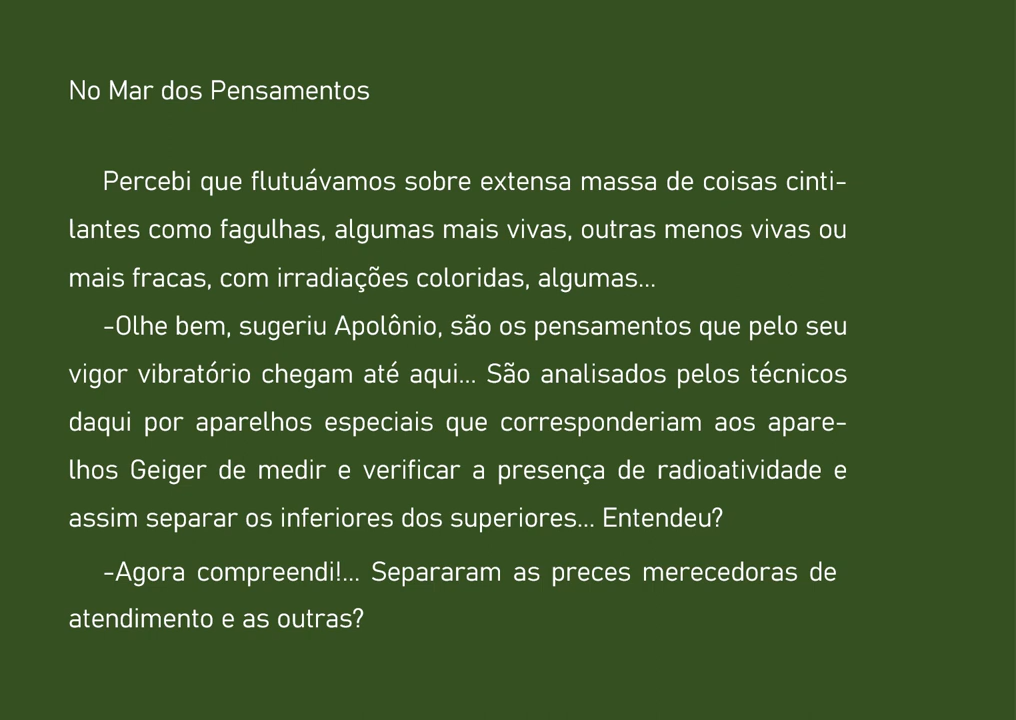 No Mar dos Pensamentos
Percebi que flutuávamos sobre extensa massa de coisas cinti-
lantes como fagulhas, algumas mais vivas, outras menos vivas ou
mais fracas, com irradiações coloridas, algumas...
-Olhe bem, sugeriu Apolônio, são os pensamentos que pelo seu
vigor vibratório chegam até aqui... São analisados pelos técnicos
daqui por aparelhos especiais que corresponderiam aos apare-
lhos Geiger de medir e verificar a presença de radioatividade e
assim separar os inferiores dos superiores... Entendeu?
-Agora compreendi!... Separaram as preces merecedoras de
atendimento e as outras?